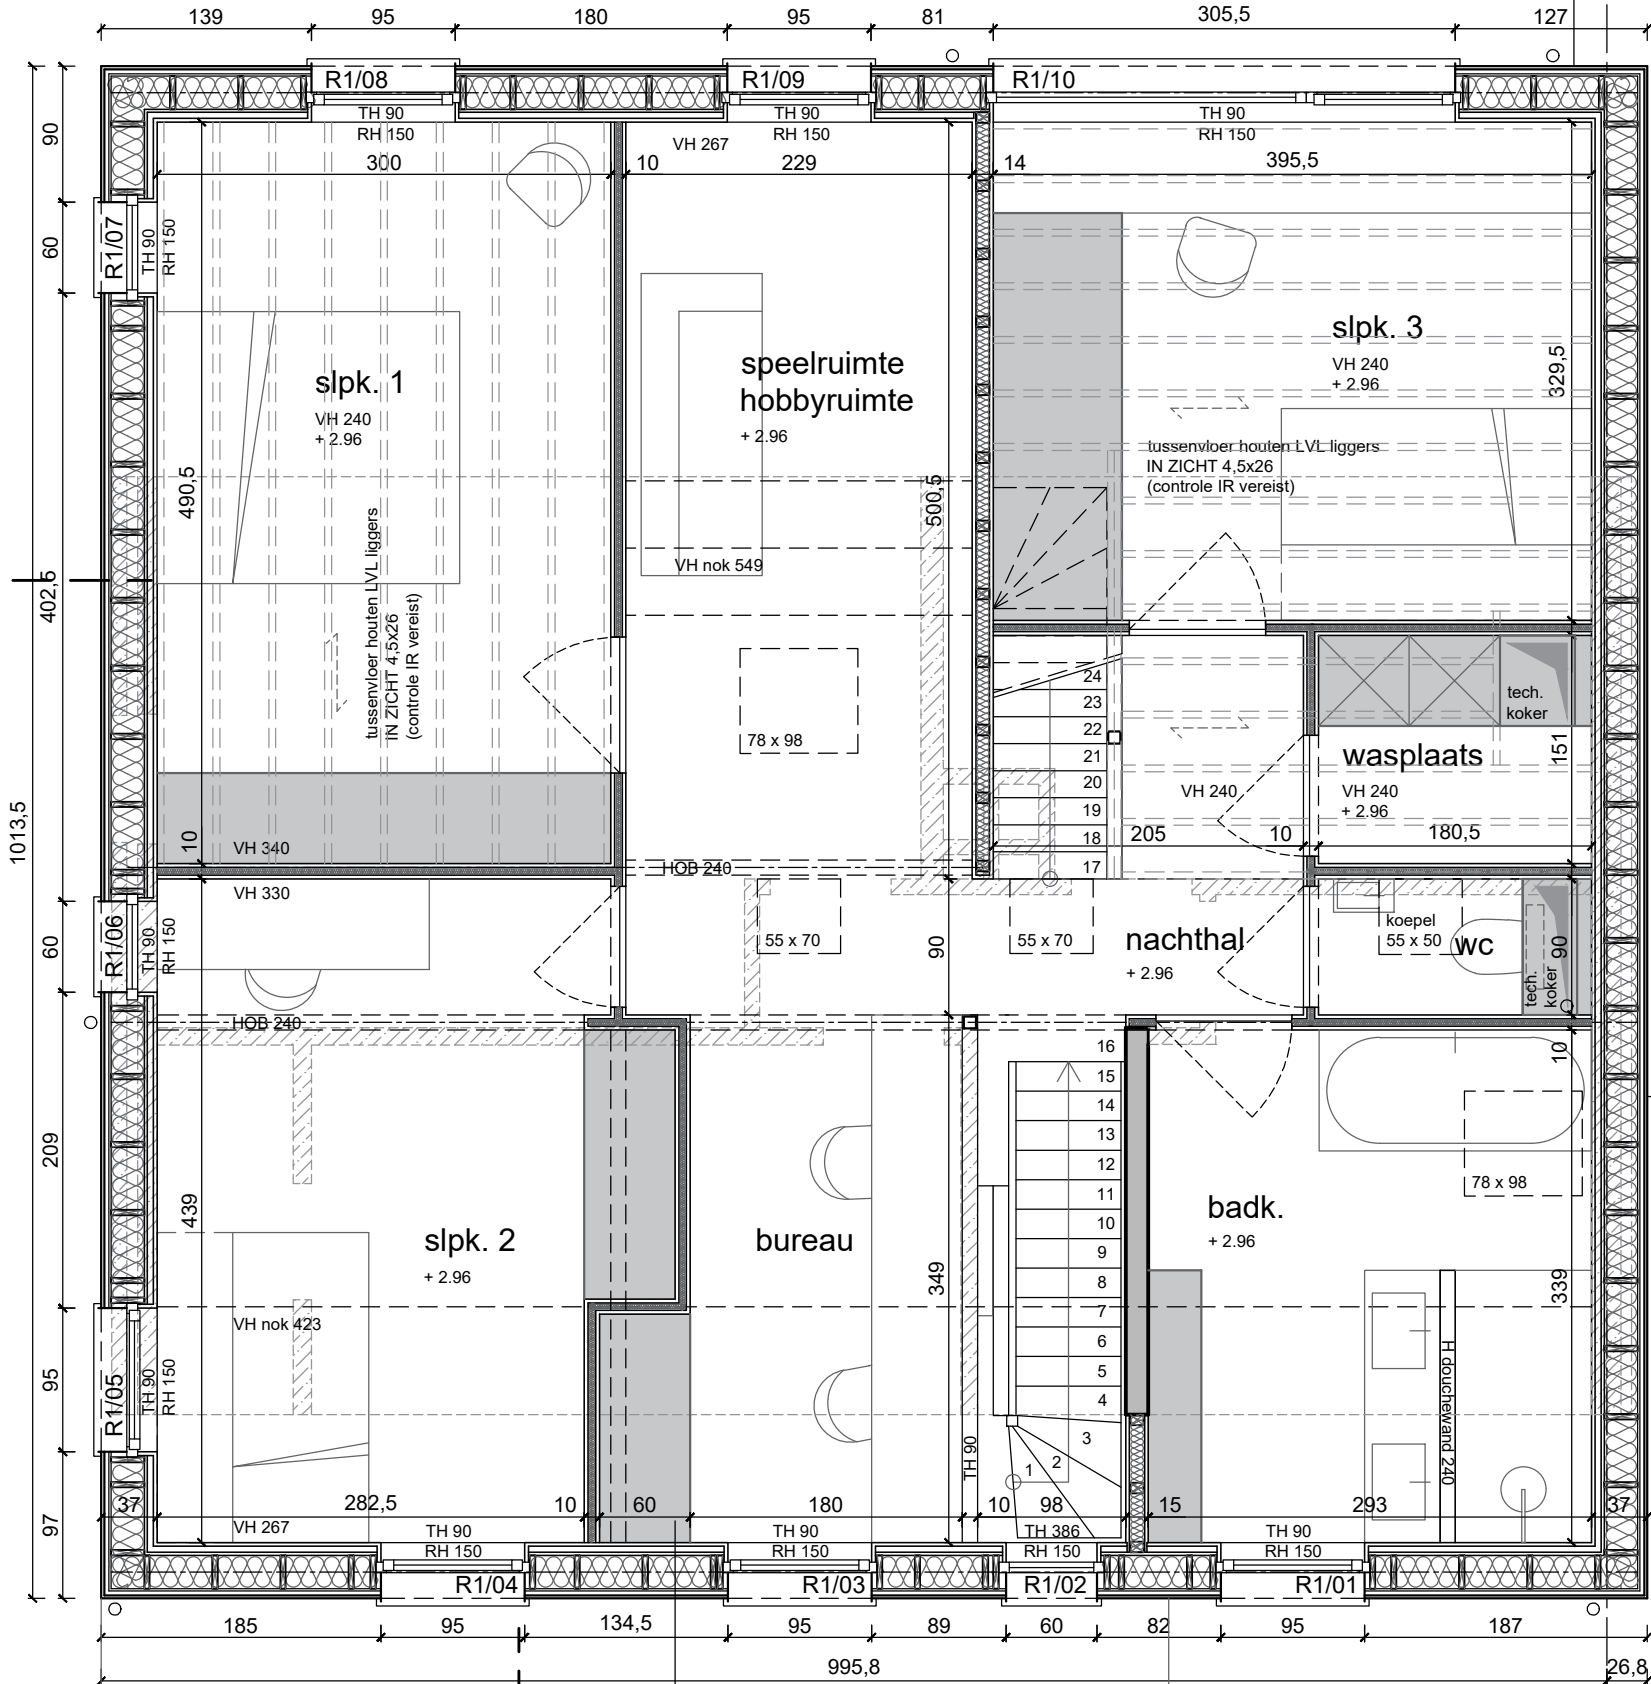 139
95
180
95
81
305,5
127
R1/08
R1/09
R1/10
TH 90
RH 150
TH 90
RH 150
TH 90
RH 150
VH 267
300
10
229
14
395,5
90
60
402,5
1013,5
60
209
95
97
R1/07
TH 90
RH 150
slpk. 1
VH 240
+ 2.96
490,5
tussenvloer houten LVL liggers
IN ZICHT 4,5x26
(controle IR vereist)
speelruimte
hobbyruimte
+ 2.96
500,5
VH nok 549
78 x 98
slpk. 3
VH 240
+ 2.96
329,5
tussenvloer houten LVL liggers
IN ZICHT 4,5x26
(controle IR vereist)
24
23
22
21
20
19
18
17
tech.
koker
wasplaats
VH 240
+ 2.96
151
VH 240
205
10
180,5
10
VH 340
HOB 240
VH 330
R1/06
TH 90
RH 150
55 x 70
55 x 70
90
nachthal
+ 2.96
koepel
55 x 50
wc
90
tech.
koker
HOB 240
10
16
15
14
13
12
11
10
9
8
7
6
5
4
3
2
1
78 x 98
439
slpk. 2
+ 2.96
bureau
349
badk.
+ 2.96
339
VH nok 423
R1/05
TH 90
RH 150
H douchewand 240
TH 90
37
282,5
10
60
180
10
98
15
293
37
VH 267
TH 90
RH 150
TH 90
RH 150
TH 386
RH 150
TH 90
RH 150
R1/04
R1/03
R1/02
R1/01
185
95
134,5
95
89
60
82
95
187
995,8
26,8